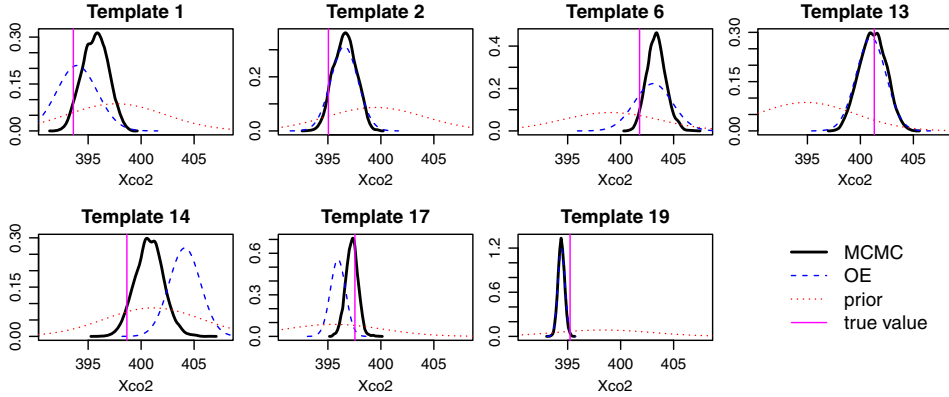 Template 1
Template 2
Template 6
Template 13
0.00 0.15 0.30
0.0 0.2
0.0 0.2 0.4
0.00 0.15 0.30
395 400 405
395 400 405
395 400 405
395 400 405
Xco2
Xco2
Xco2
Xco2
Template 14
Template 17
Template 19
0.00 0.15 0.30
0.0 0.3 0.6
0.0 0.4 0.8 1.2
395 400 405
395 400 405
395 400 405
Xco2
Xco2
Xco2
MCMC
OE
prior
true value